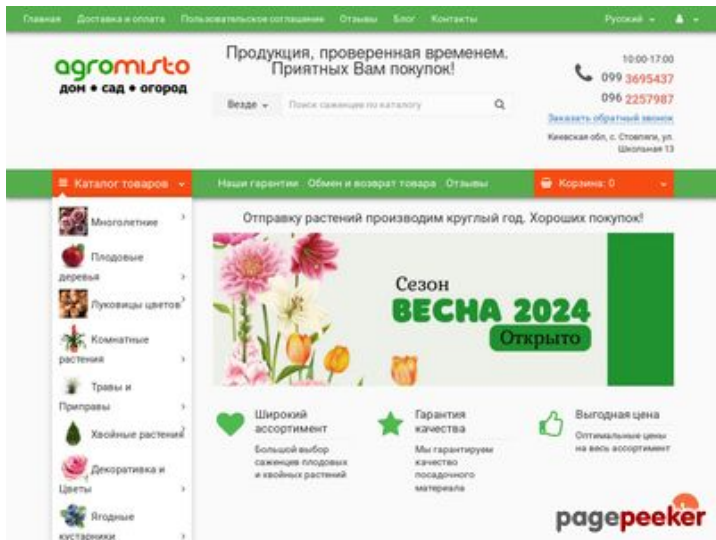 Главная Доставка и оплата Пользовательское соглашение Отзывы Блог Контакты Русский
agromisto
дом • сад • огород
Продукция, проверенная временем.
Приятных Вам покупок!
Везде Поиск саженцев по каталогу
10:00-17:00
099 3695437
096 2257987
Заказать обратный звонок
Киевская обл, с. Стовпяги, ул.
Школьная 13
Каталог товаров Наши гарантии Обмен и возврат товара Отзывы Корзина: 0
Многолетние
Плодовые
деревья
Луковицы цветов
Комнатные
растения
Травы и
Приправы
Хвойные растения
Декоративка и
Цветы
Ягодные
кустарники
Отправку растений производим круглый год. Хороших покупок!
Сезон
ВЕСНА 2024
Открыто
Широкий
ассортимент
Большой выбор
саженцев плодовых
и хвойных растений
Гарантия
качества
Мы гарантируем
качество
посадочного
материала
Выгодная цена
Оптимальные цены
на весь ассортимент
pagepeeker